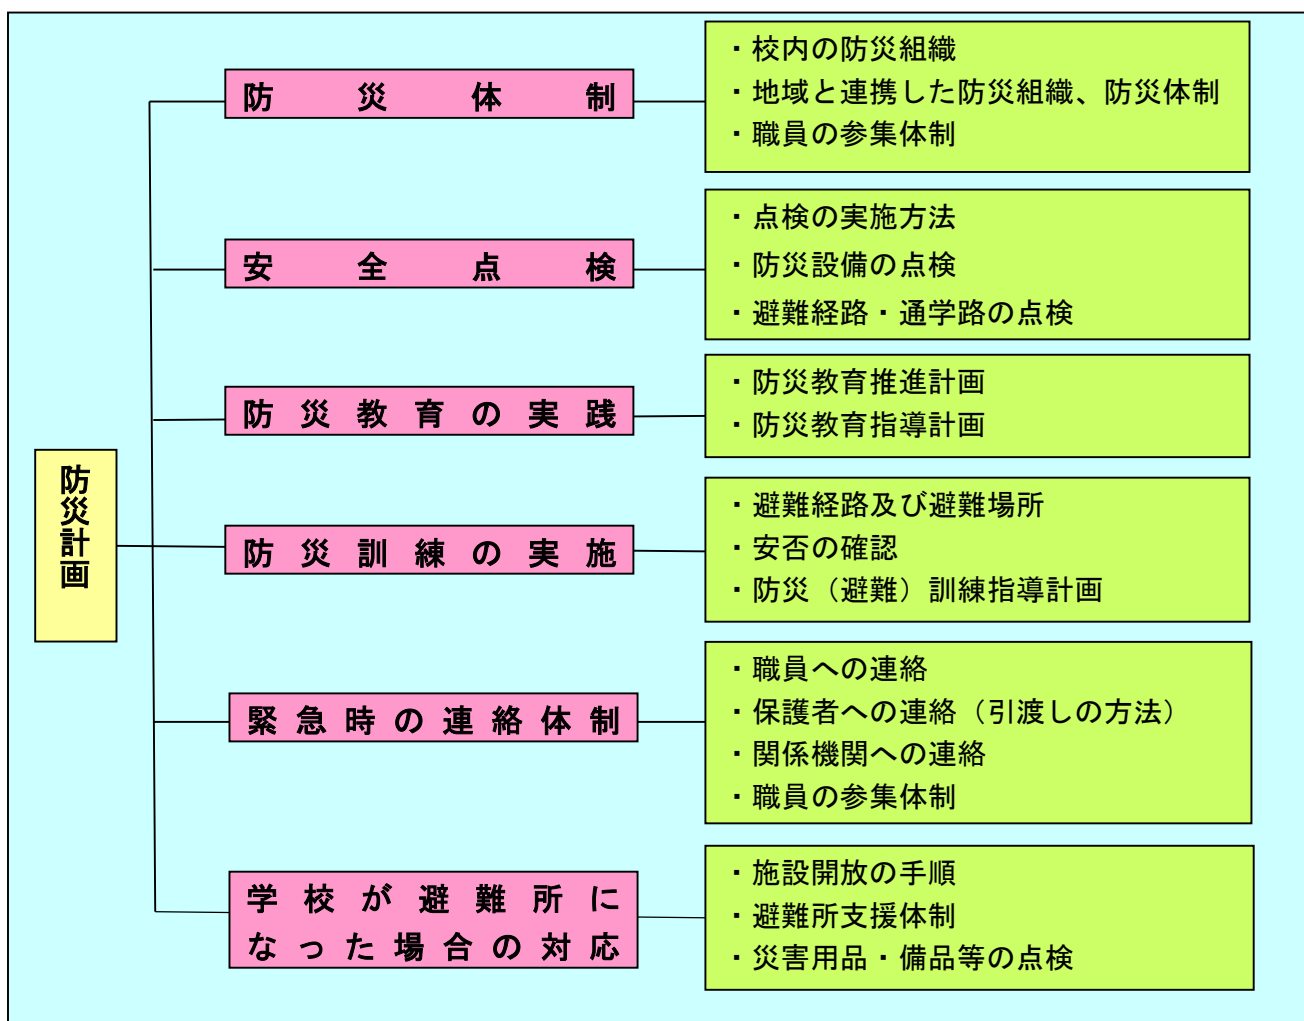 防災計画
防災体制
・校内の防災組織
・地域と連携した防災組織、防災体制
・職員の参集体制
安全点検
・点検の実施方法
・防災設備の点検
・避難経路・通学路の点検
防災教育の実践
・防災教育推進計画
・防災教育指導計画
防災訓練の実施
・避難経路及び避難場所
・安否の確認
・防災（避難）訓練指導計画
緊急時の連絡体制
・職員への連絡
・保護者への連絡（引渡しの方法）
・関係機関への連絡
・職員の参集体制
学校が避難所に
なった場合の対応
・施設開放の手順
・避難所支援体制
・災害用品・備品等の点検